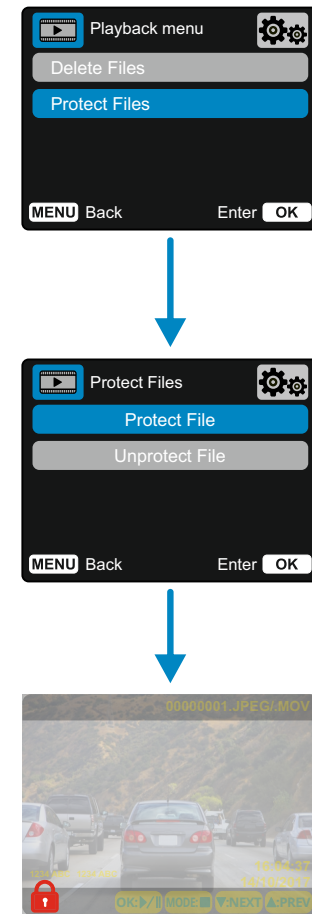 Playback menu
Delete Files
Protect Files
MENU Back Enter OK
Protect Files
Protect File
Unprotect File
MENU Back Enter OK
00000001.JPEG/.MOV
OK:▶/|| MODE:■ ▼:NEXT ▲:PREV